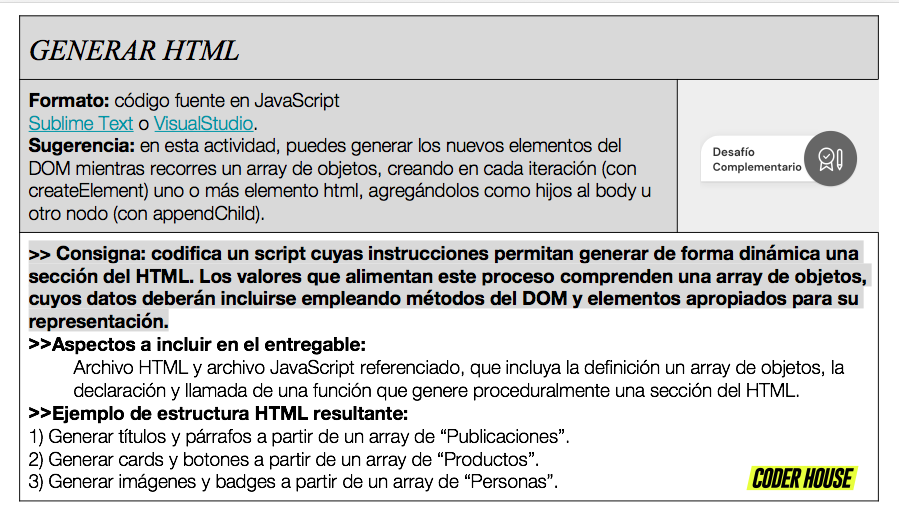 GENERAR HTML
Formato: código fuente en JavaScript
Sublime Text o VisualStudio.
Sugerencia: en esta actividad, puedes generar los nuevos elementos del
DOM mientras recorres un array de objetos, creando en cada iteración (con
createElement) uno o más elemento html, agregándolos como hijos al body u
otro nodo (con appendChild).
Desafío
Complementario
>> Consigna: codifica un script cuyas instrucciones permitan generar de forma dinámica una
sección del HTML. Los valores que alimentan este proceso comprenden una array de objetos,
cuyos datos deberán incluirse empleando métodos del DOM y elementos apropiados para su
representación.
>>Aspectos a incluir en el entregable:
Archivo HTML y archivo JavaScript referenciado, que incluya la definición un array de objetos, la
declaración y llamada de una función que genere proceduralmente una sección del HTML.
>>Ejemplo de estructura HTML resultante:
1) Generar títulos y párrafos a partir de un array de “Publicaciones”.
2) Generar cards y botones a partir de un array de “Productos”.
3) Generar imágenes y badges a partir de un array de “Personas”.
CODER HOUSE